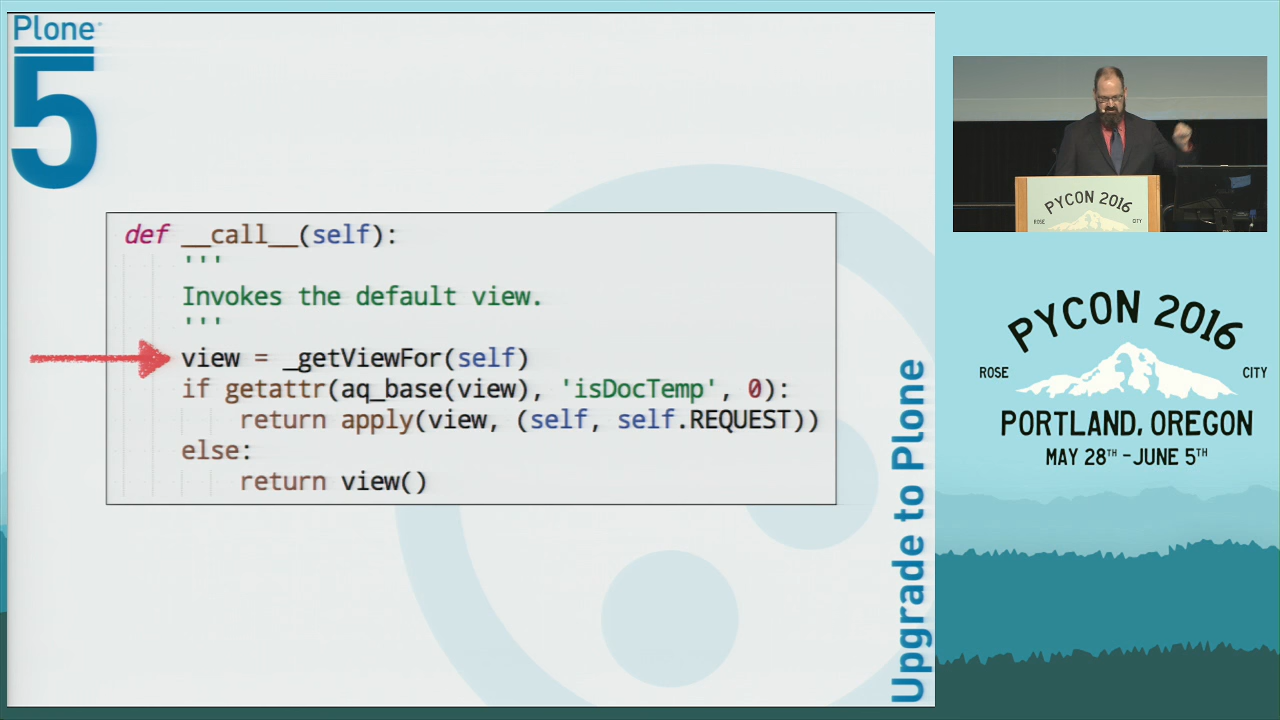 Plone
5
def __call__(self):
'''
Invokes the default view.
'''
view = _getViewFor(self)
if getattr(aq_base(view), 'isDocTemp', 0):
return apply(view, (self, self.REQUEST))
else:
return view()
Upgrade to Plone
PYCON 2016
ROSE
CITY
PYCON 2016
ROSE
CITY
PORTLAND, OREGON
MAY 28TH - JUNE 5TH